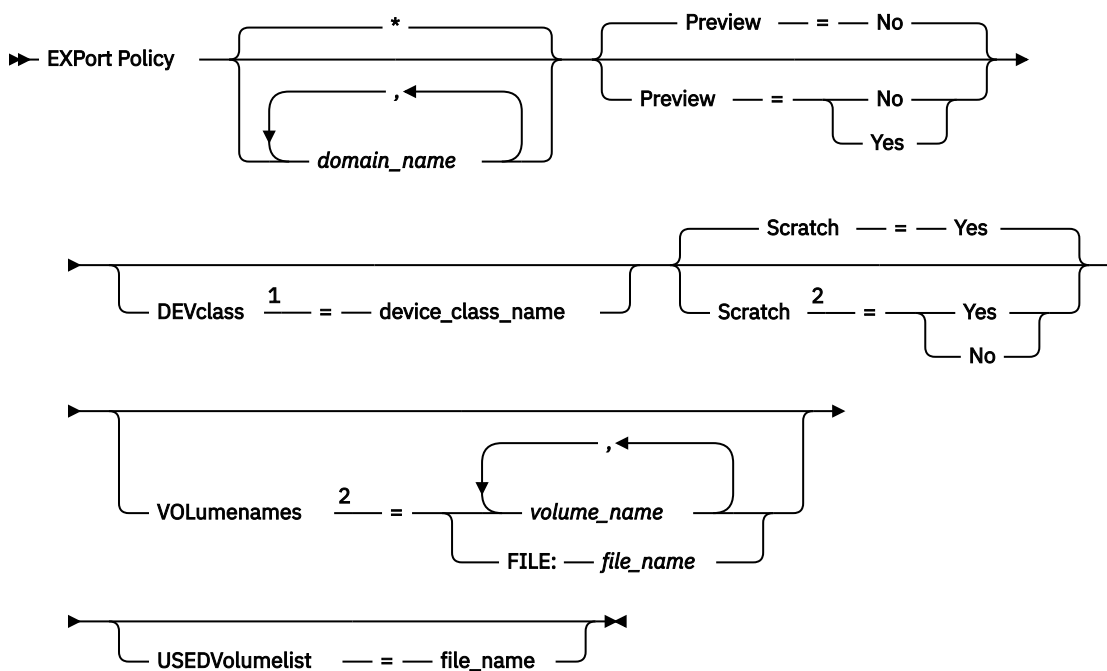 *
Preview = No
EXPort Policy
,
domain_name
Preview = No
Yes
Scratch = Yes
DEVclass 1 = device_class_name
Scratch 2 = Yes
No
,
VOLumenames 2 = volume_name
FILE: file_name
USEDVolumelist = file_name